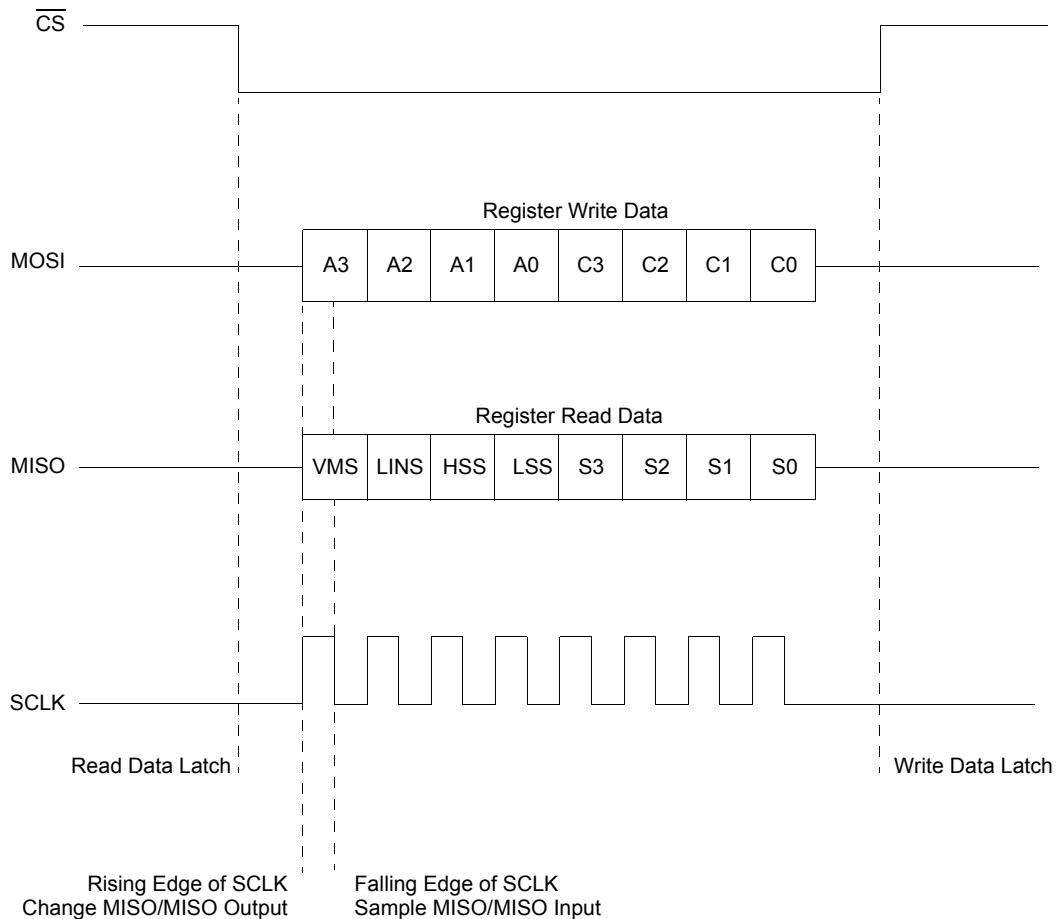 CS
Register Write Data
MOSI
A3 A2 A1 A0 C3 C2 C1 C0
Register Read Data
MISO
VMS LINS HSS LSS S3 S2 S1 S0
SCLK
Read Data Latch
Write Data Latch
Rising Edge of SCLK
Change MISO/MISO Output
Falling Edge of SCLK
Sample MISO/MISO Input